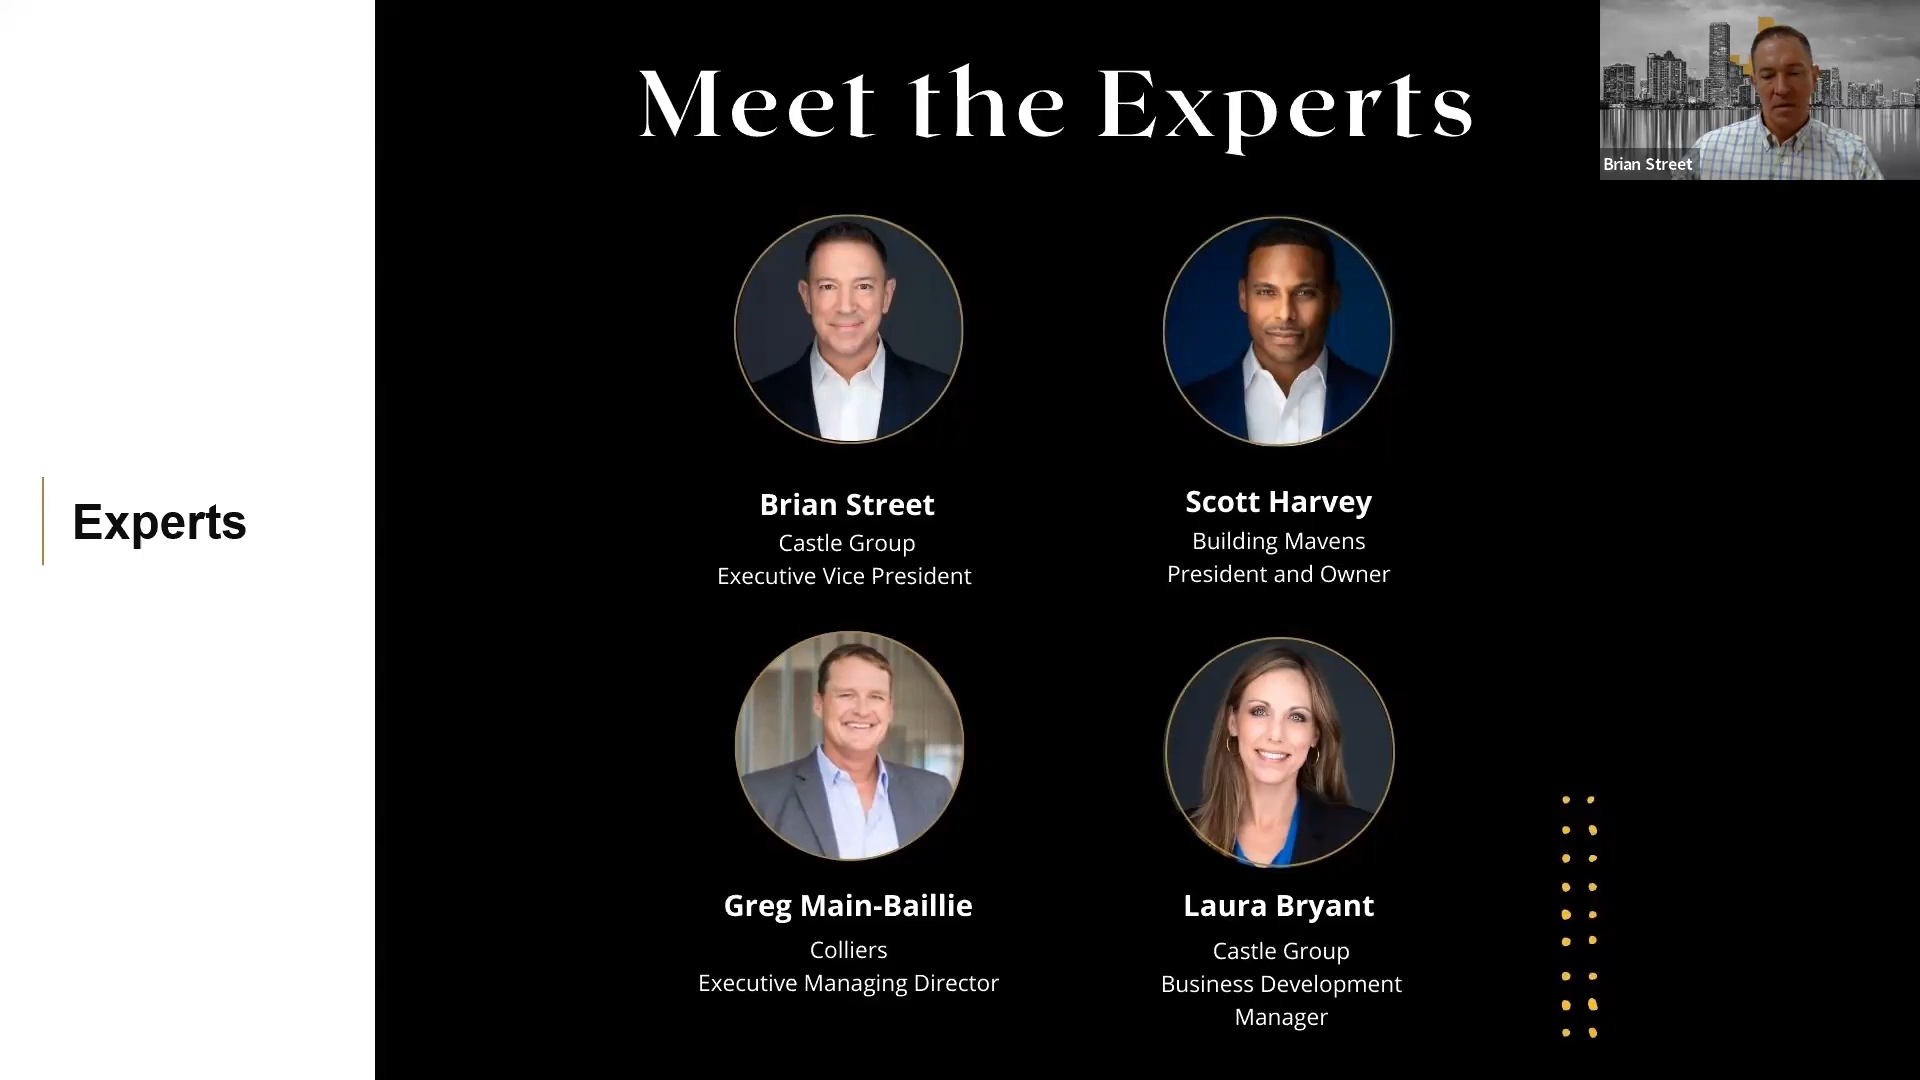 Meet the Experts
Brian Street
Experts
Brian Street
Castle Group
Executive Vice President
Scott Harvey
Building Mavens
President and Owner
Greg Main-Baillie
Colliers
Executive Managing Director
Laura Bryant
Castle Group
Business Development
Manager